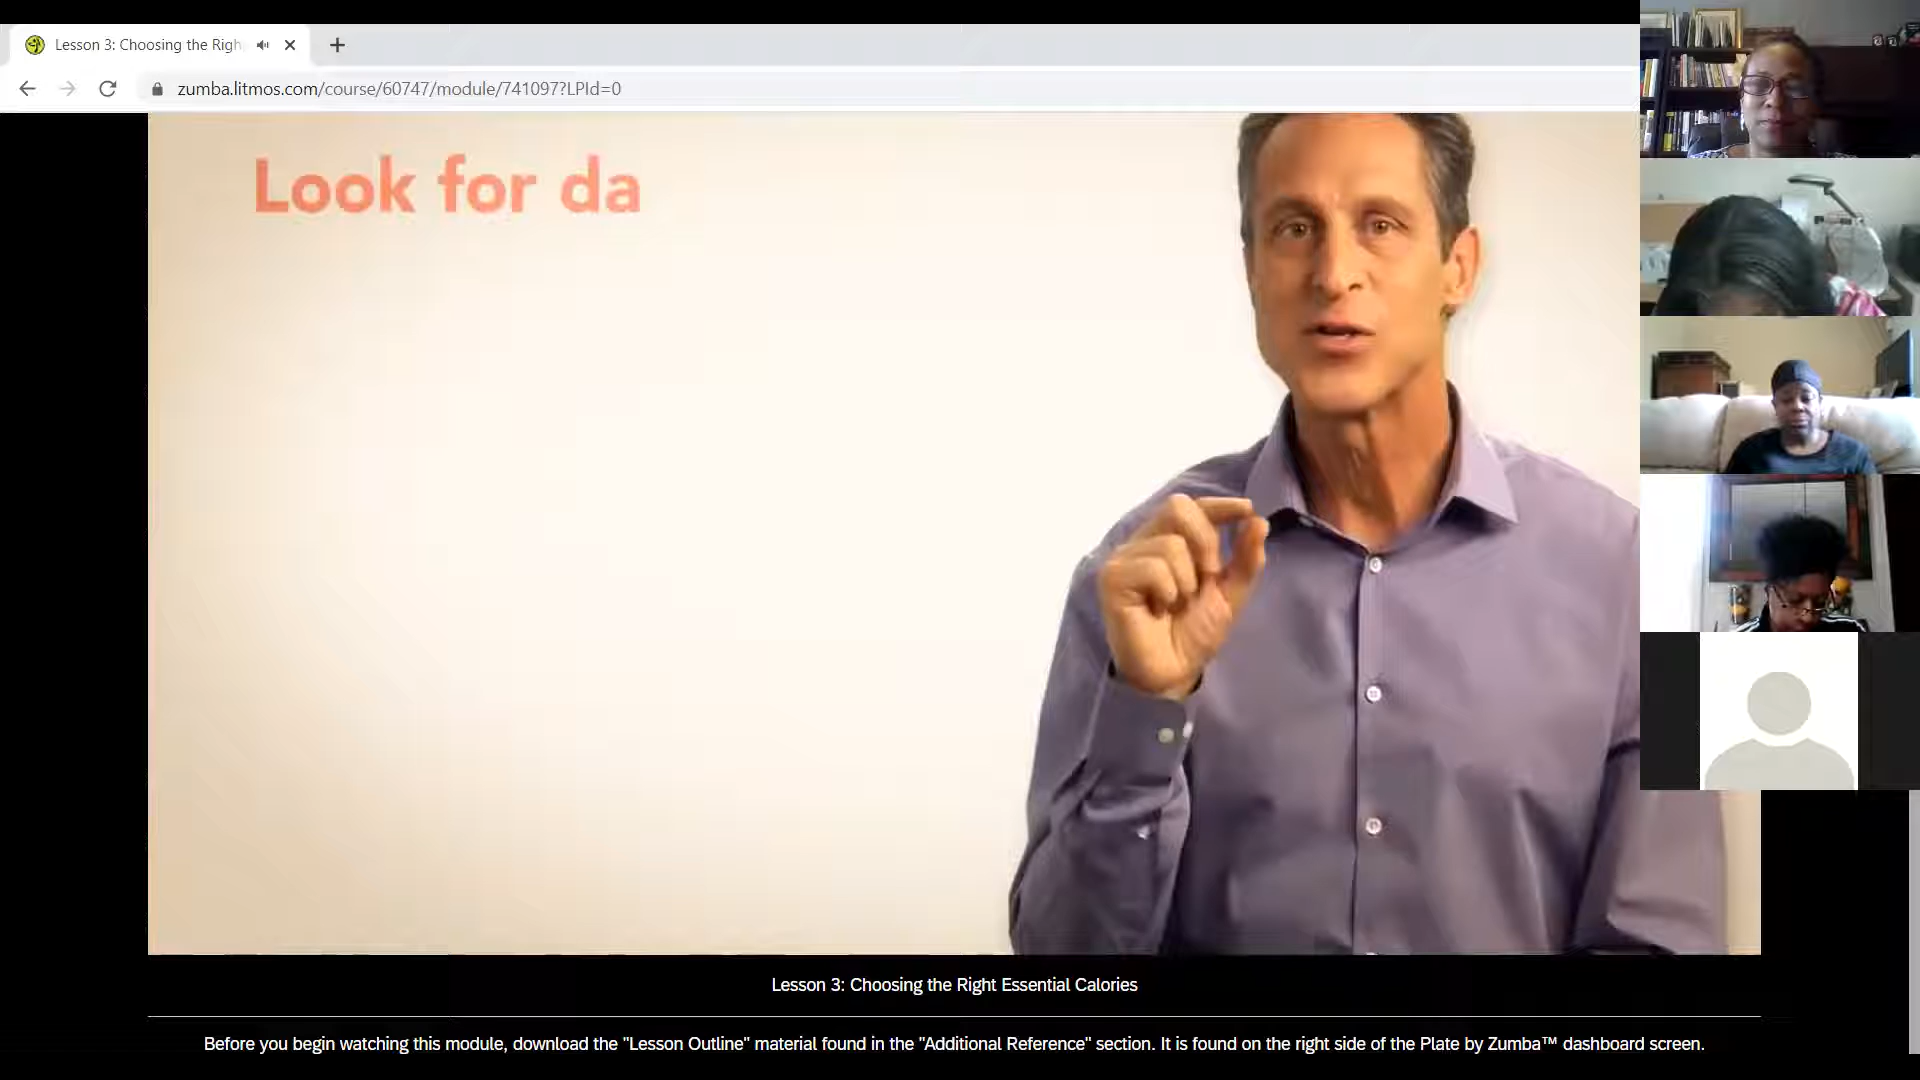 Lesson 3: Choosing the Righ
zumba.litmos.com/course/60747/module/741097?LPId=0
Look for da
Lesson 3: Choosing the Right Essential Calories
Before you begin watching this module, download the "Lesson Outline" material found in the "Additional Reference" section. It is found on the right side of the Plate by Zumba™ dashboard screen.